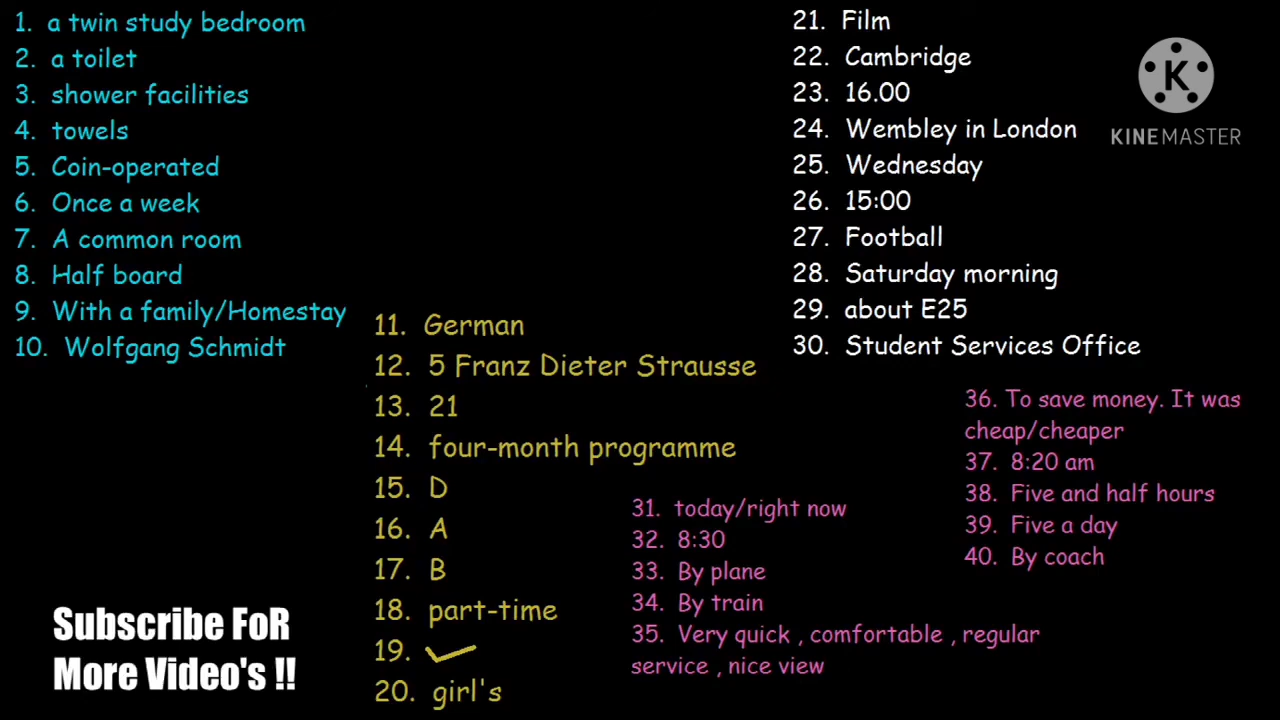 1. a twin study bedroom
2. a toilet
3. shower facilities
4. towels
5. Coin-operated
6. Once a week
7. A common room
8. Half board
9. With a family/Homestay
10. Wolfgang Schmidt
11. German
12. 5 Franz Dieter Strausse
13. 21
14. four-month programme
15. D
16. A
17. B
18. part-time
19. ✓
20. girl's
21. Film
22. Cambridge
23. 16.00
24. Wembley in London
25. Wednesday
26. 15:00
27. Football
28. Saturday morning
29. about E25
30. Student Services Office
31. today/right now
32. 8:30
33. By plane
34. By train
35. Very quick , comfortable , regular
service , nice view
36. To save money. It was
cheap/cheaper
37. 8:20 am
38. Five and half hours
39. Five a day
40. By coach
Subscribe FoR
More Video's !!
K
KINEMASTER